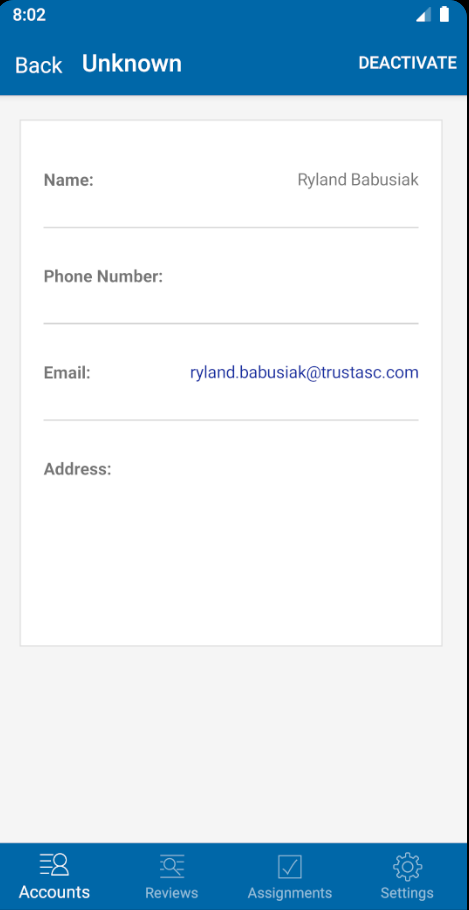 8:02
Back Unknown DEACTIVATE
Name: Ryland Babusiak
Phone Number:
Email: ryland.babusiak@trustasc.com
Address:
Accounts Reviews Assignments Settings